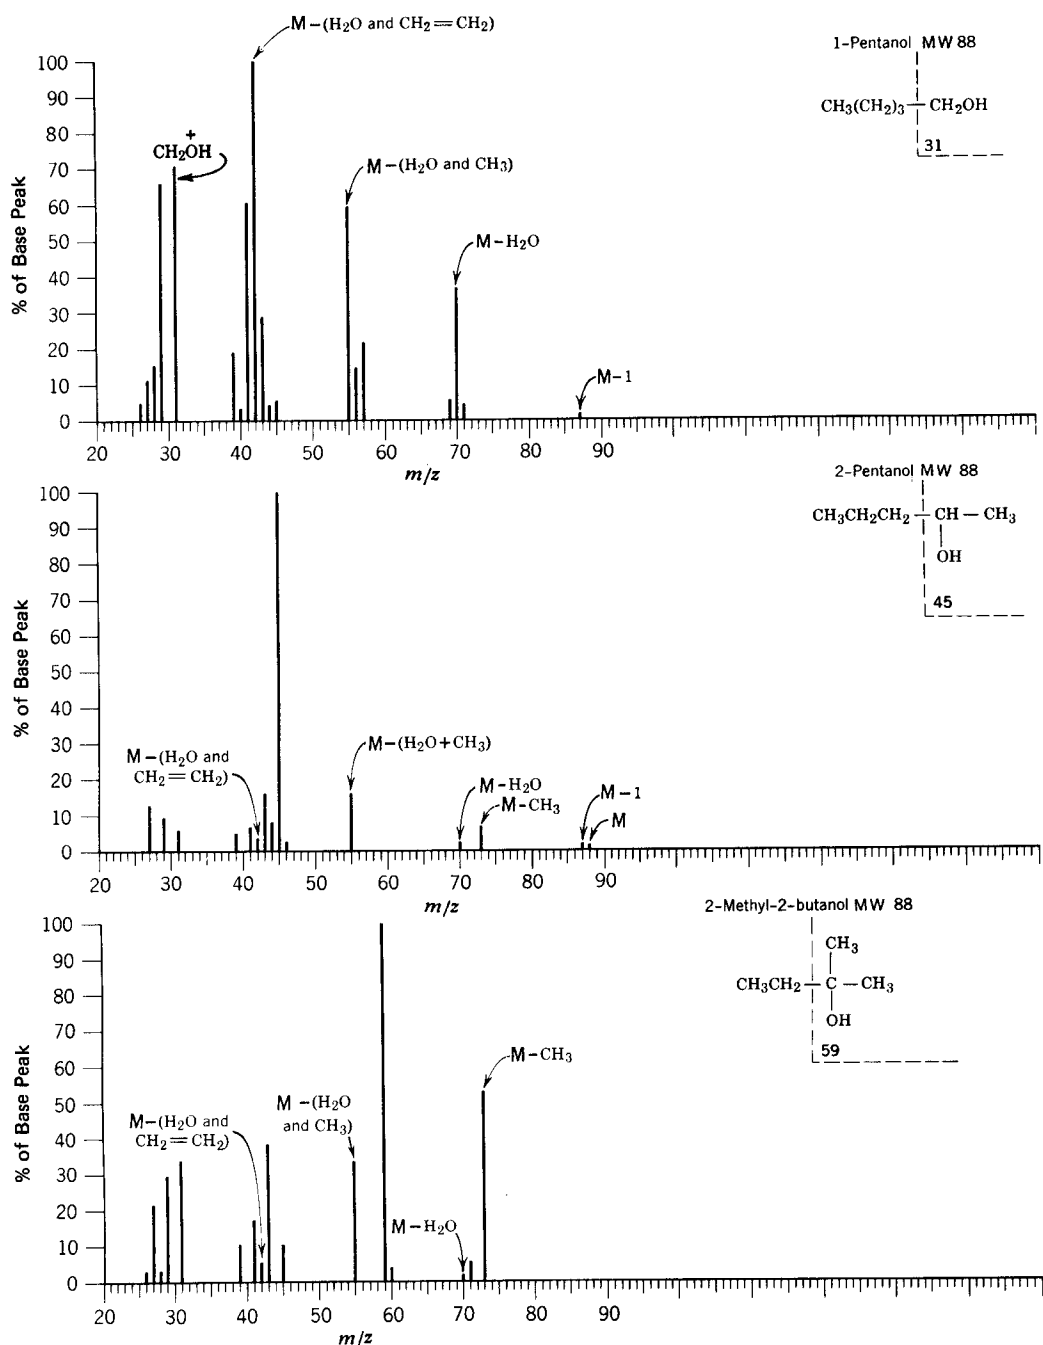 M−(H₂O and CH₂=CH₂)
1-Pentanol MW 88
CH₃(CH₂)₃—CH₂OH
31
+
CH₂OH
M−(H₂O and CH₃)
M−H₂O
M−1
% of Base Peak
100
90
80
70
60
50
40
30
20
10
0
20 30 40 50 60 70 80 90
m/z
2-Pentanol MW 88
CH₃CH₂CH₂—CH—CH₃
OH
45
M−(H₂O and
CH₂=CH₂)
M−(H₂O+CH₃)
M−H₂O
M−CH₃
M−1
M
% of Base Peak
100
90
80
70
60
50
40
30
20
10
0
20 30 40 50 60 70 80 90
m/z
2-Methyl-2-butanol MW 88
CH₃
CH₃CH₂—C—CH₃
OH
59
M−CH₃
M−(H₂O
and CH₃)
M−(H₂O and
CH₂=CH₂)
M−H₂O
% of Base Peak
100
90
80
70
60
50
40
30
20
10
0
20 30 40 50 60 70 80 90
m/z